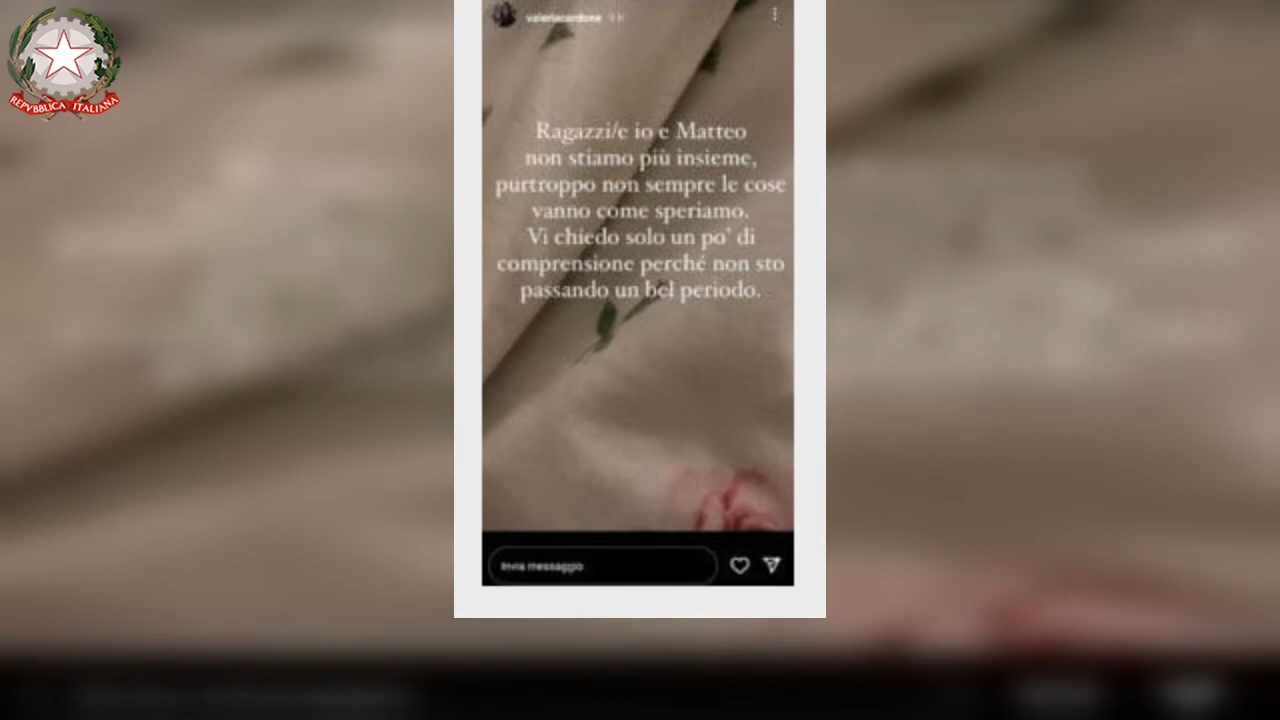 REPVBBLICA ITALIANA
valeriacardone
Ragazzi/e io e Matteo
non stiamo più insieme,
purtroppo non sempre le cose
vanno come speriamo.
Vi chiedo solo un po' di
comprensione perché non sto
passando un bel periodo.
Invia messaggio